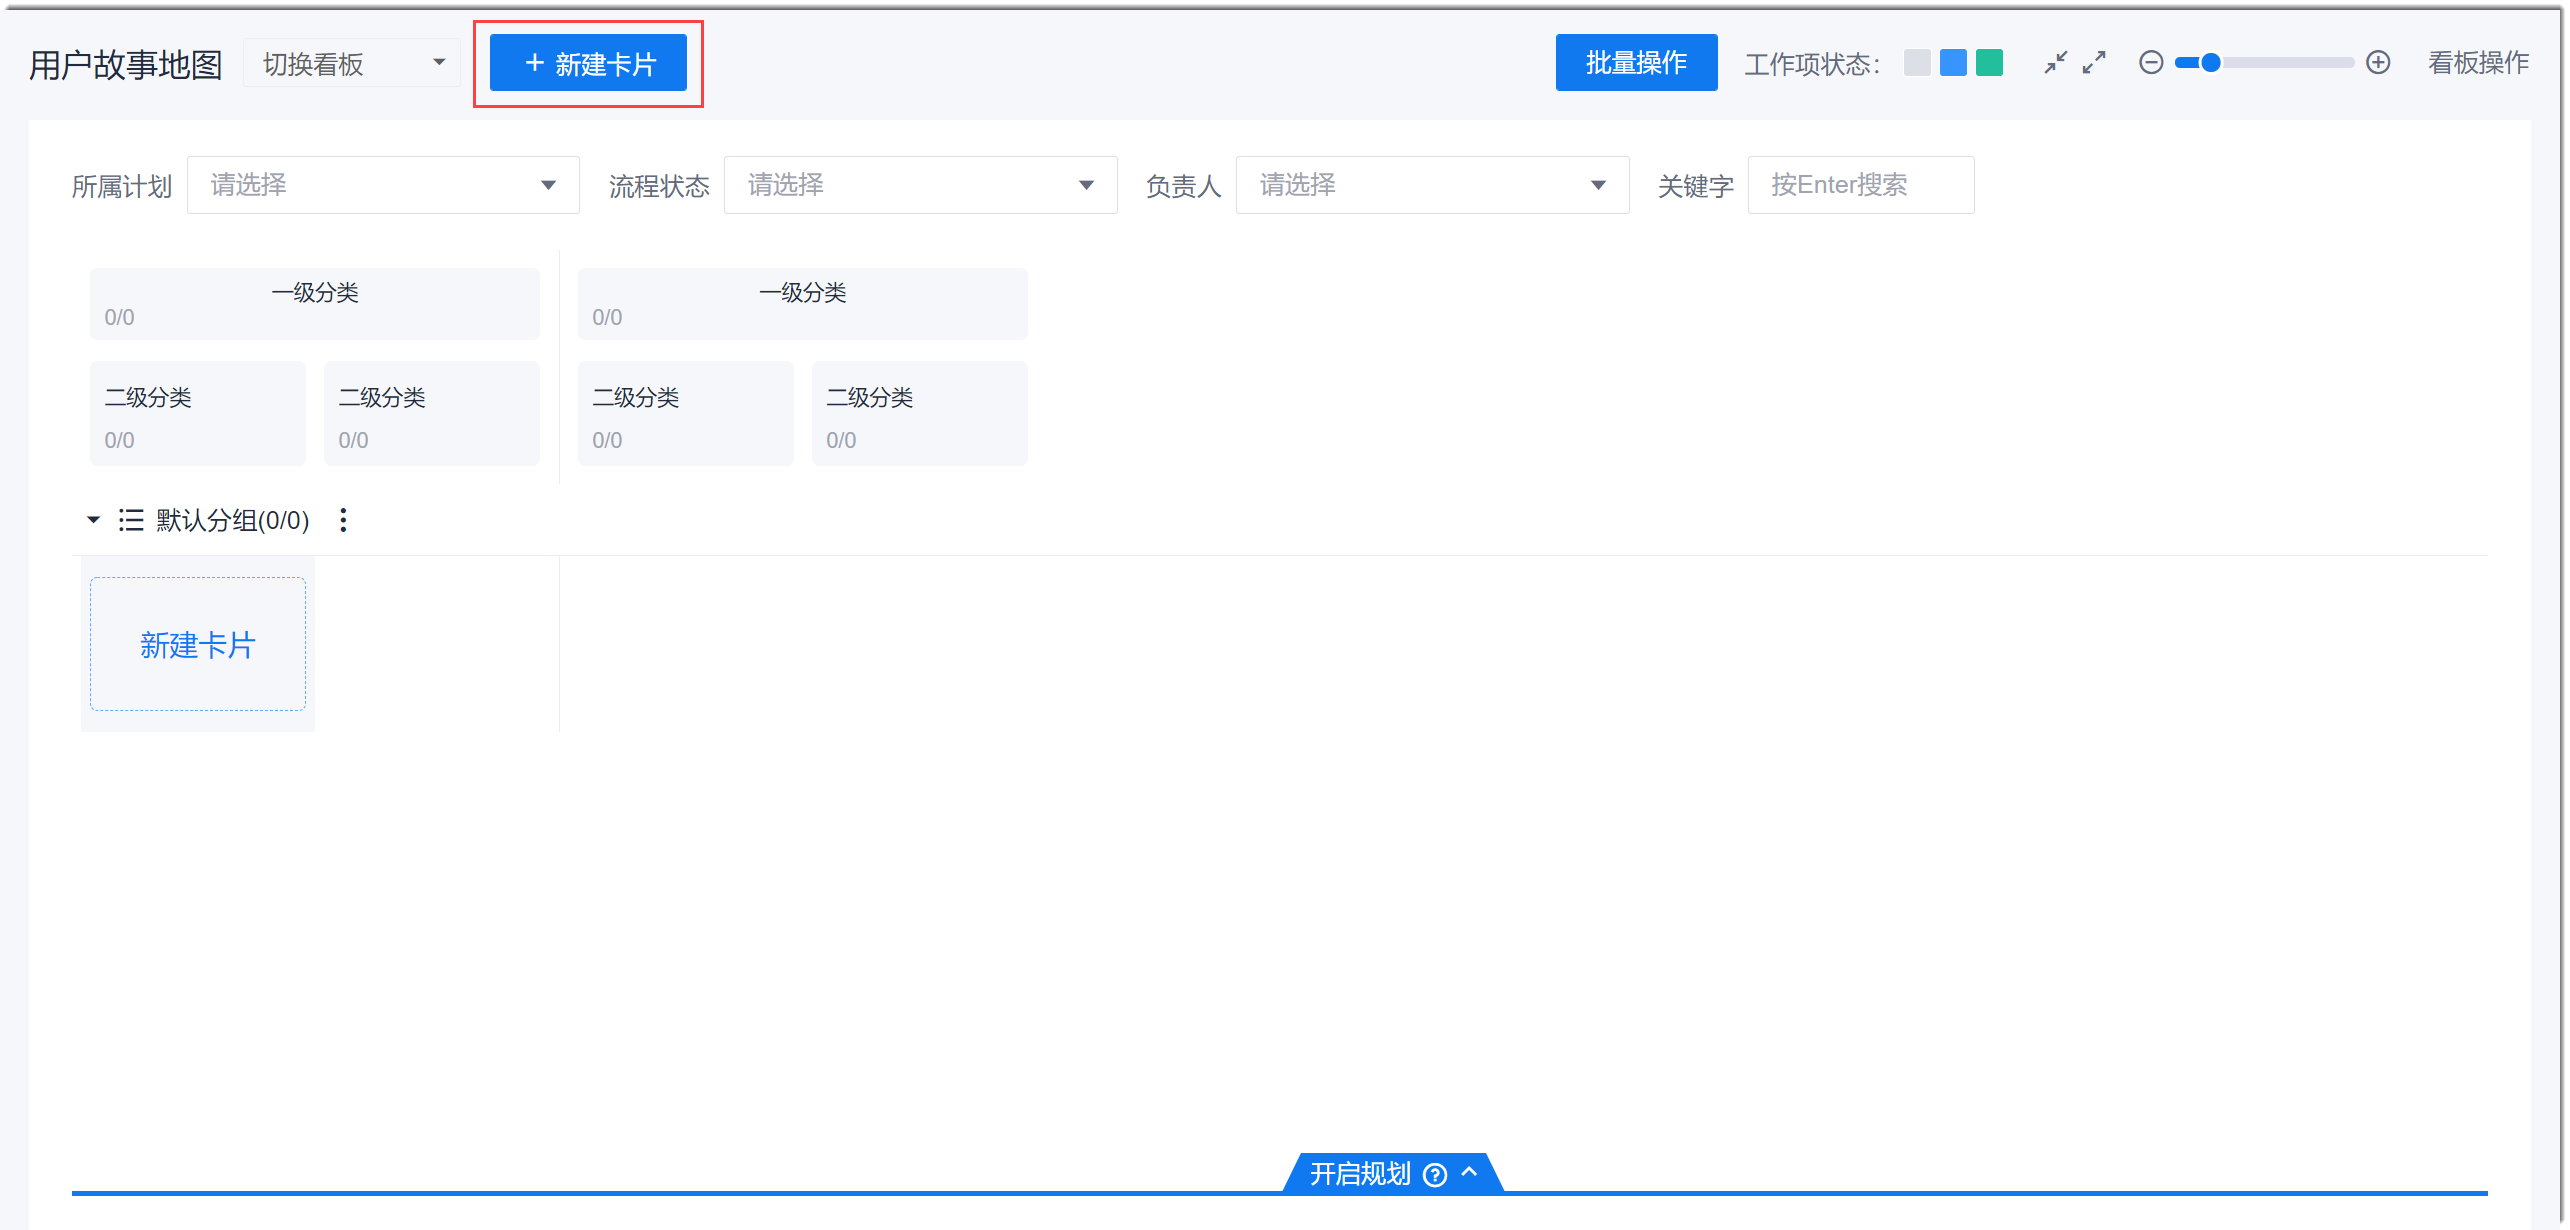 用户故事地图 切换看板 + 新建卡片 批量操作 工作项状态： 看板操作
所属计划 请选择 流程状态 请选择 负责人 请选择 关键字 按Enter搜索
一级分类 一级分类
0/0 0/0
二级分类 二级分类 二级分类 二级分类
0/0 0/0 0/0 0/0
默认分组(0/0)
新建卡片
开启规划 ?